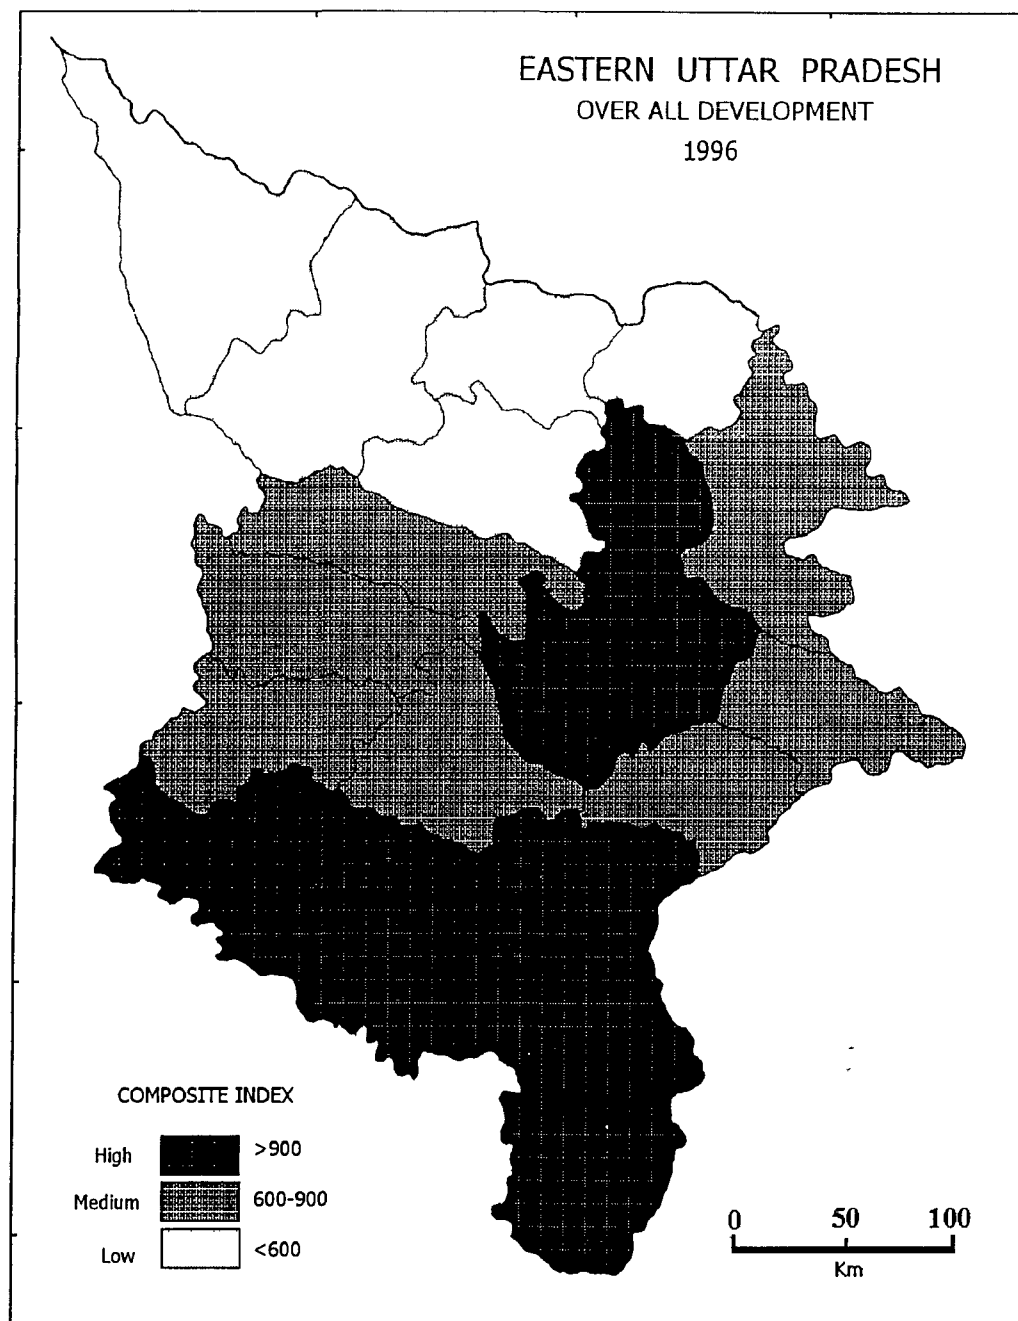 EASTERN UTTAR PRADESH
OVER ALL DEVELOPMENT
1996
COMPOSITE INDEX
High >900
Medium 600-900
Low <600
0 50 100
Km